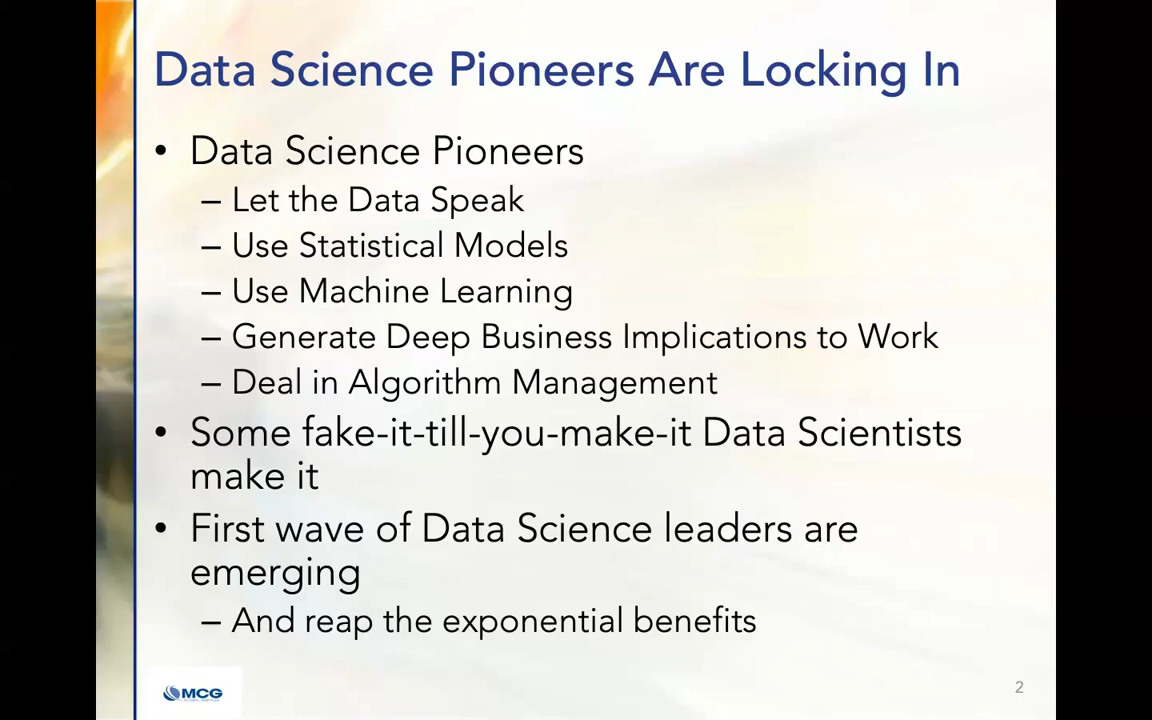 Data Science Pioneers Are Locking In
• Data Science Pioneers
– Let the Data Speak
– Use Statistical Models
– Use Machine Learning
– Generate Deep Business Implications to Work
– Deal in Algorithm Management
• Some fake-it-till-you-make-it Data Scientists
make it
• First wave of Data Science leaders are
emerging
– And reap the exponential benefits
MCG
2